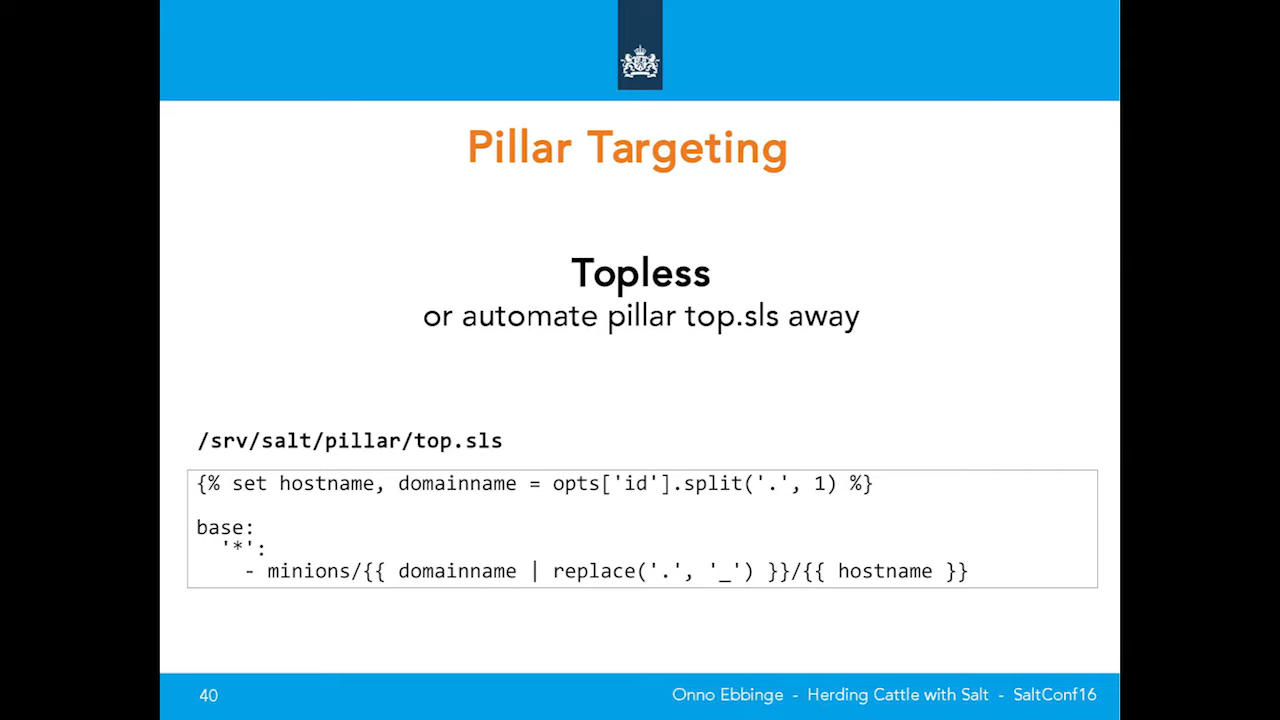 Pillar Targeting
Topless
or automate pillar top.sls away
/srv/salt/pillar/top.sls
{% set hostname, domainname = opts['id'].split('.', 1) %}
base:
  '*':
    - minions/{{ domainname | replace('.', '_') }}/{{ hostname }}
40
Onno Ebbinge - Herding Cattle with Salt - SaltConf16